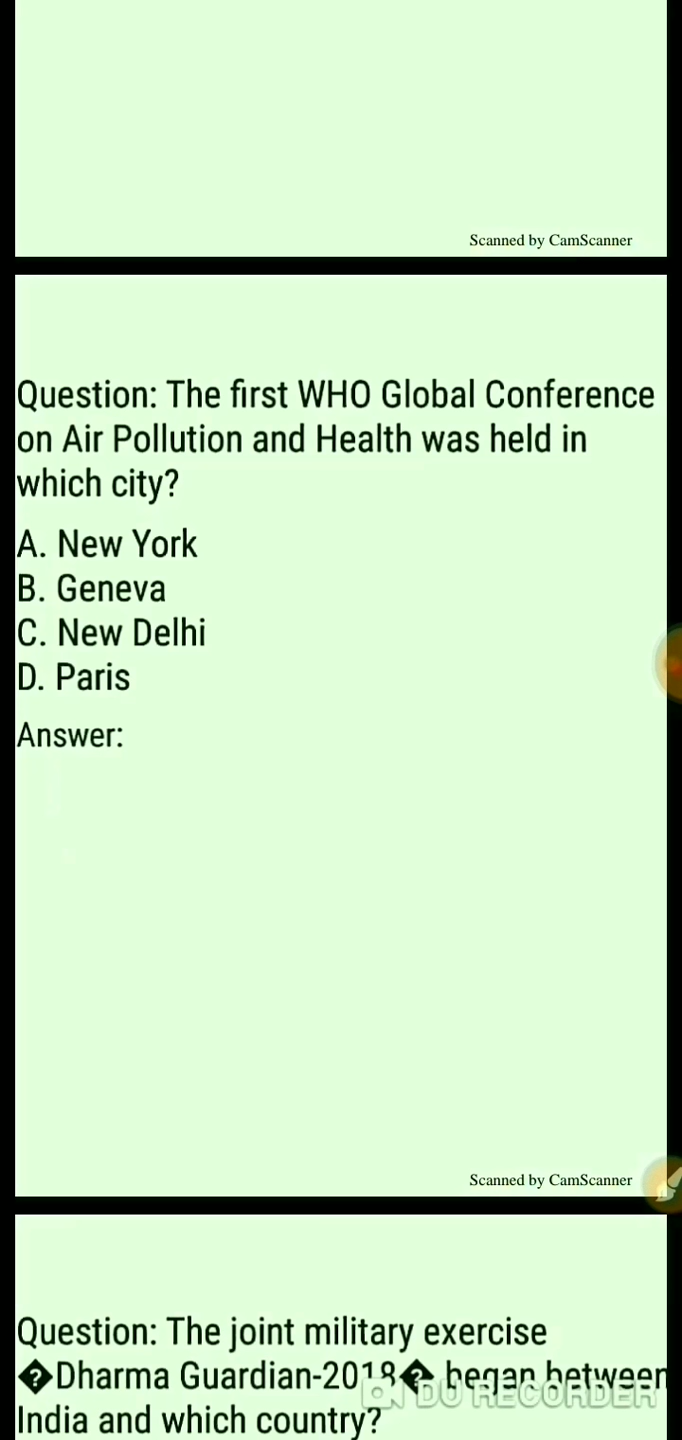 Scanned by CamScanner
Question: The first WHO Global Conference
on Air Pollution and Health was held in
which city?
A. New York
B. Geneva
C. New Delhi
D. Paris
Answer:
Scanned by CamScanner
Question: The joint military exercise
�Dharma Guardian-2018� began between
DU RECORDER
India and which country?